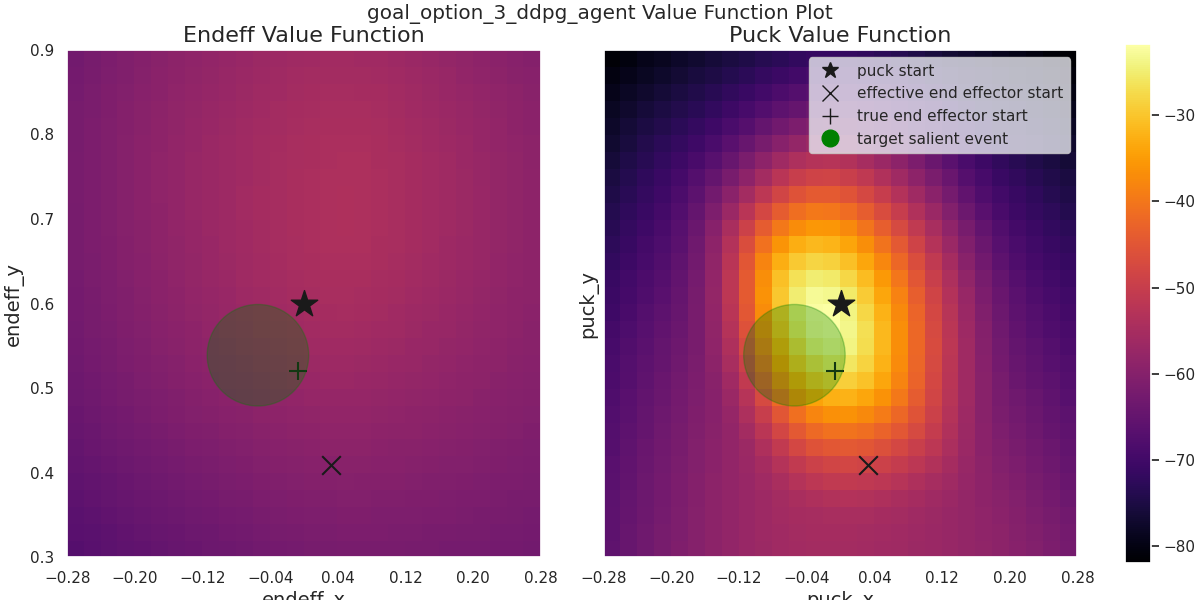 goal_option_3_ddpg_agent Value Function Plot
Endeff Value Function
Puck Value Function
puck start
effective end effector start
true end effector start
target salient event
endeff_y
0.9
0.8
0.7
0.6
0.5
0.4
0.3
−0.28 −0.20 −0.12 −0.04 0.04 0.12 0.20 0.28
endeff_x
puck_y
−0.28 −0.20 −0.12 −0.04 0.04 0.12 0.20 0.28
puck_x
−30
−40
−50
−60
−70
−80